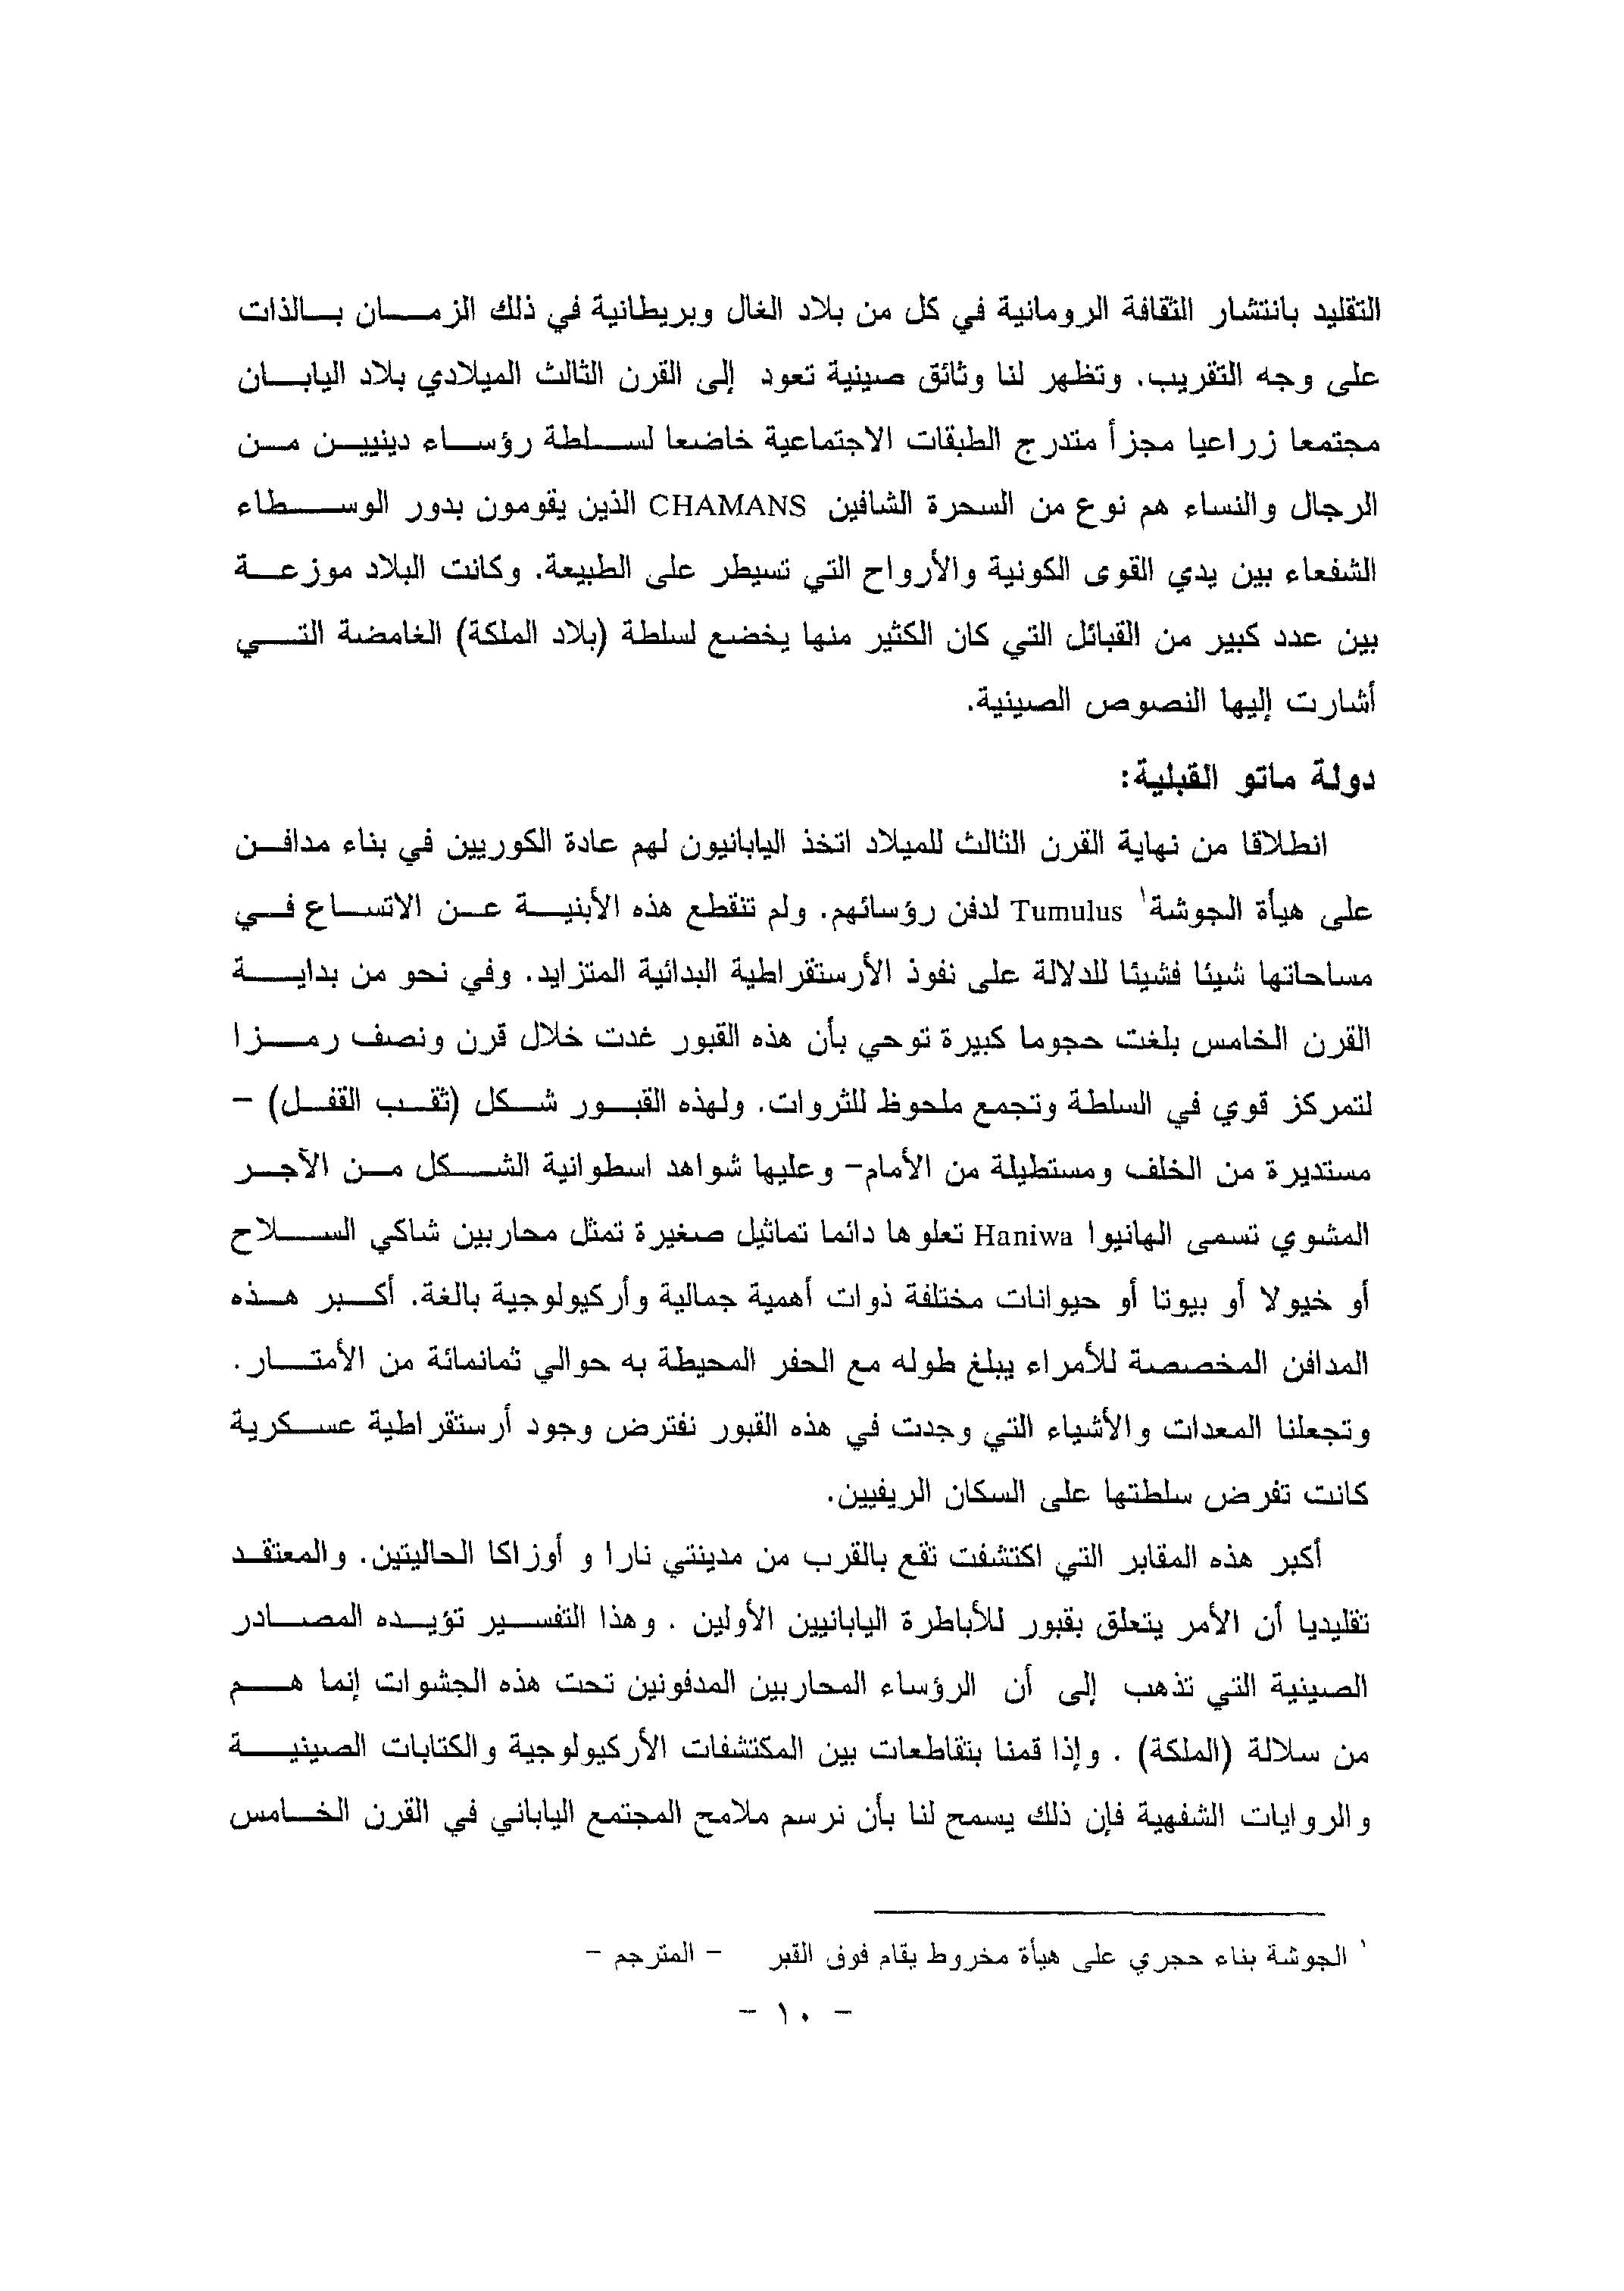 التقليد بانتشار الثقافة الرومانية في كل من بلاد الغال وبريطانية في ذلك الزمان بالذات
على وجه التقريب. وتظهر لنا وثائق صينية تعود إلى القرن الثالث الميلادي بلاد اليابان
مجتمعا زراعيا مجزأ متدرج الطبقات الاجتماعية خاضعا لسلطة رؤساء دينيين من
الرجال والنساء هم نوع من السحرة الشافين CHAMANS الذين يقومون بدور الوسطاء
الشفعاء بين يدي القوى الكونية والأرواح التي تسيطر على الطبيعة. وكانت البلاد موزعة
بين عدد كبير من القبائل التي كان الكثير منها يخضع لسلطة (بلاد الملكة) الغامضة التي
أشارت إليها النصوص الصينية.
دولة ماتو القبلية:
انطلاقا من نهاية القرن الثالث للميلاد اتخذ اليابانيون لهم عادة الكوريين في بناء مدافن
على هيأة الجوشة١ Tumulus لدفن رؤسائهم. ولم تنقطع هذه الأبنية عن الاتساع في
مساحاتها شيئا فشيئا للدلالة على نفوذ الأرستقراطية البدائية المتزايد. وفي نحو من بداية
القرن الخامس بلغت حجوما كبيرة توحي بأن هذه القبور غدت خلال قرن ونصف رمزا
لتمركز قوي في السلطة وتجمع ملحوظ للثروات. ولهذه القبور شكل (ثقب القفل) -
مستديرة من الخلف ومستطيلة من الأمام- وعليها شواهد اسطوانية الشكل من الآجر
المشوي تسمى الهانيوا Haniwa تعلوها دائما تماثيل صغيرة تمثل محاربين شاكي السلاح
أو خيولا أو بيوتا أو حيوانات مختلفة ذوات أهمية جمالية وأركيولوجية بالغة. أكبر هذه
المدافن المخصصة للأمراء يبلغ طوله مع الحفر المحيطة به حوالي ثمانمائة من الأمتار.
وتجعلنا المعدات والأشياء التي وجدت في هذه القبور نفترض وجود أرستقراطية عسكرية
كانت تفرض سلطتها على السكان الريفيين.
أكبر هذه المقابر التي اكتشفت تقع بالقرب من مدينتي نارا و أوزاكا الحاليتين. والمعتقد
تقليديا أن الأمر يتعلق بقبور للأباطرة اليابانيين الأولين . وهذا التفسير تؤيده المصادر
الصينية التي تذهب إلى أن الرؤساء المحاربين المدفونين تحت هذه الجشوات إنما هم
من سلالة (الملكة) . وإذا قمنا بتقاطعات بين المكتشفات الأركيولوجية والكتابات الصينية
والروايات الشفهية فإن ذلك يسمح لنا بأن نرسم ملامح المجتمع الياباني في القرن الخامس
١ الجوشة بناء حجري على هيأة مخروط يقام فوق القبر - المترجم -
- ١٠ -